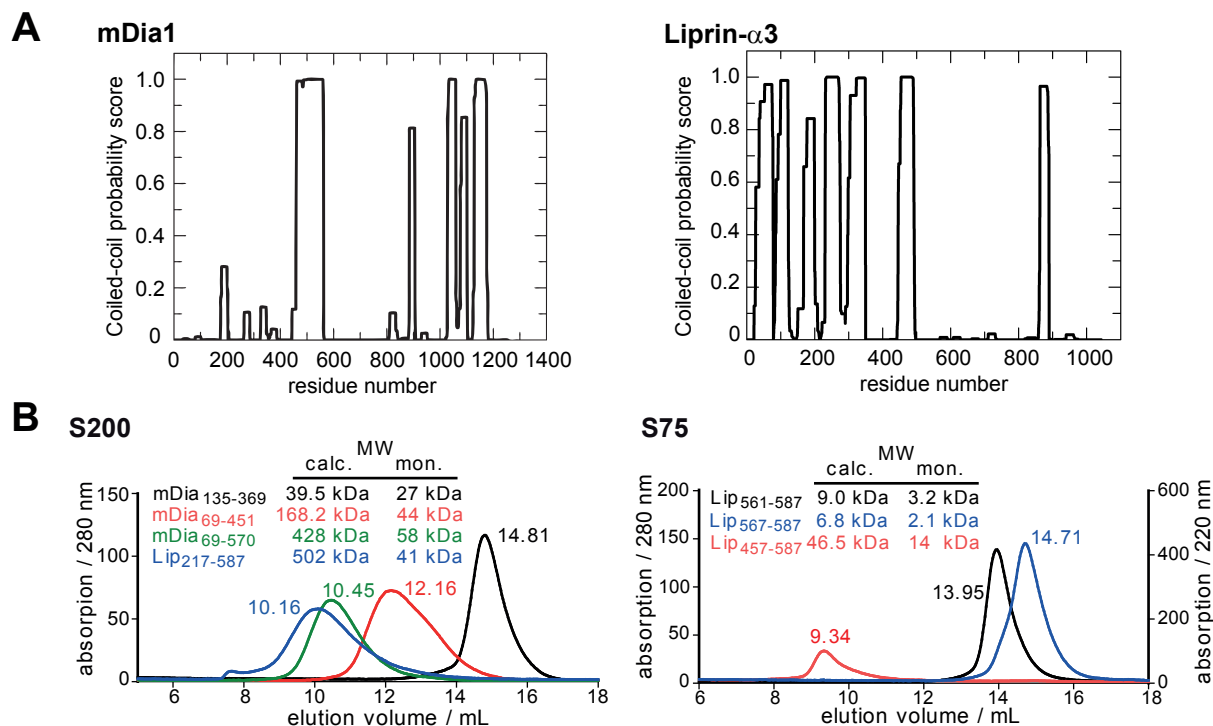 A
mDia1
Coiled-coil probability score
1.0
0.8
0.6
0.4
0.2
0
0 200 400 600 800 1000 1200 1400
residue number
Liprin-α3
Coiled-coil probability score
1.0
0.8
0.6
0.4
0.2
0
0 200 400 600 800 1000
residue number
B
S200
MW
calc. mon.
mDia135-369 39.5 kDa 27 kDa
mDia69-451 168.2 kDa 44 kDa
mDia69-570 428 kDa 58 kDa
Lip217-587 502 kDa 41 kDa
absorpion / 280 nm
150
100
50
0
10.16
10.45
12.16
14.81
6 8 10 12 14 16 18
elution volume / mL
S75
MW
calc. mon.
Lip561-587 9.0 kDa 3.2 kDa
Lip567-587 6.8 kDa 2.1 kDa
Lip457-587 46.5 kDa 14 kDa
absorption / 280 nm
200
150
100
50
0
9.34
13.95
14.71
600
400
200
0
absorption / 220 nm
6 8 10 12 14 16 18
elution volume / mL